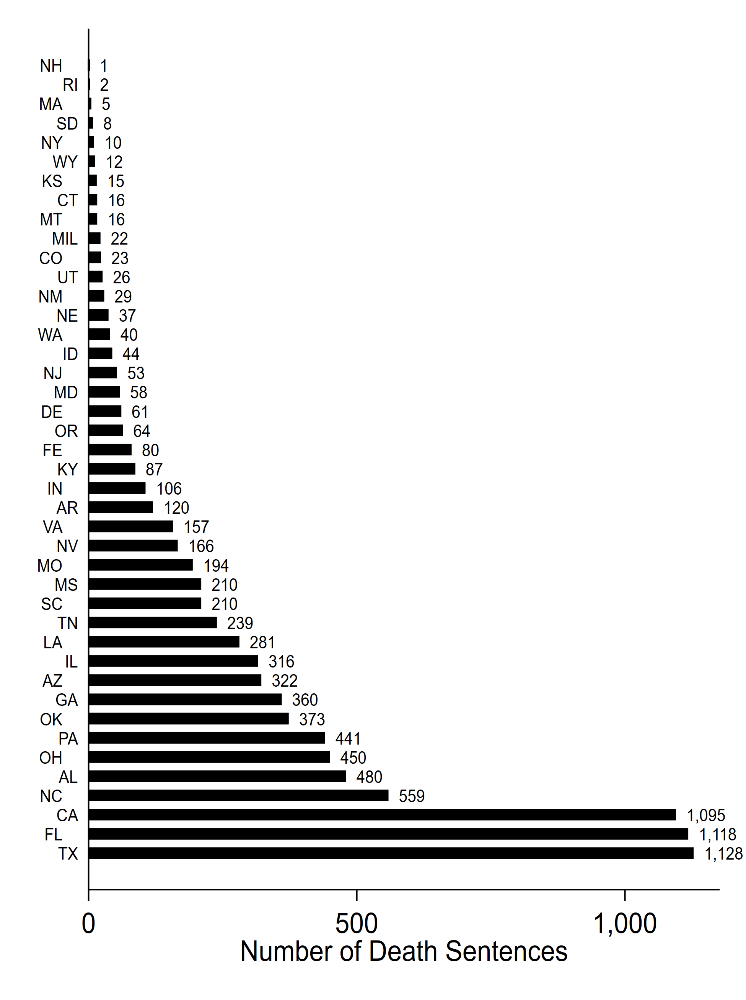 NH 1
RI 2
MA 5
SD 8
NY 10
WY 12
KS 15
CT 16
MT 16
MIL 22
CO 23
UT 26
NM 29
NE 37
WA 40
ID 44
NJ 53
MD 58
DE 61
OR 64
FE 80
KY 87
IN 106
AR 120
VA 157
NV 166
MO 194
MS 210
SC 210
TN 239
LA 281
IL 316
AZ 322
GA 360
OK 373
PA 441
OH 450
AL 480
NC 559
CA 1,095
FL 1,118
TX 1,128
0 500 1,000
Number of Death Sentences